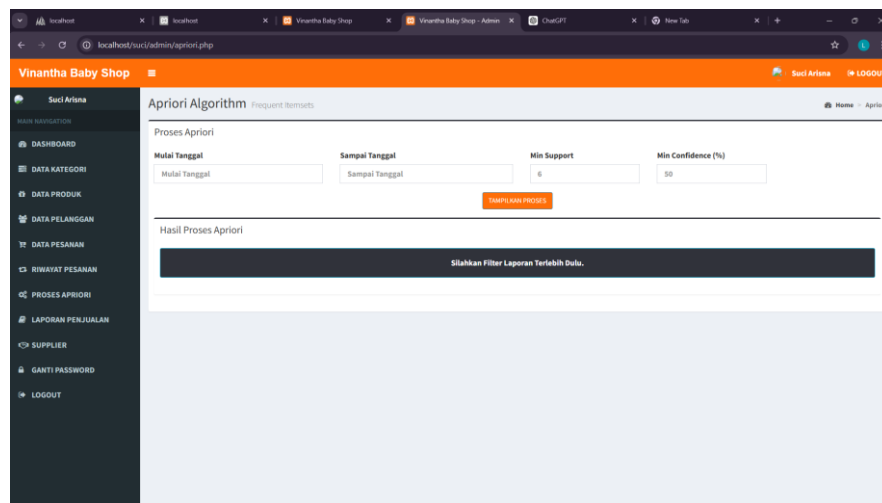 localhost
localhost
Vinantha Baby Shop
Vinantha Baby Shop - Admin
ChatGPT
New Tab
localhost/suci/admin/apriori.php
L
Vinantha Baby Shop
Suci Arisna
LOGOU
Suci Arisna
MAIN NAVIGATION
DASHBOARD
DATA KATEGORI
DATA PRODUK
DATA PELANGGAN
DATA PESANAN
RIWAYAT PESANAN
PROSES APRIORI
LAPORAN PENJUALAN
SUPPLIER
GANTI PASSWORD
LOGOUT
Apriori Algorithm Frequent Itemsets
Home > Aprio
Proses Apriori
Mulai Tanggal Sampai Tanggal Min Support Min Confidence (%)
Mulai Tanggal Sampai Tanggal 6 50
TAMPILKAN PROSES
Hasil Proses Apriori
Silahkan Filter Laporan Terlebih Dulu.